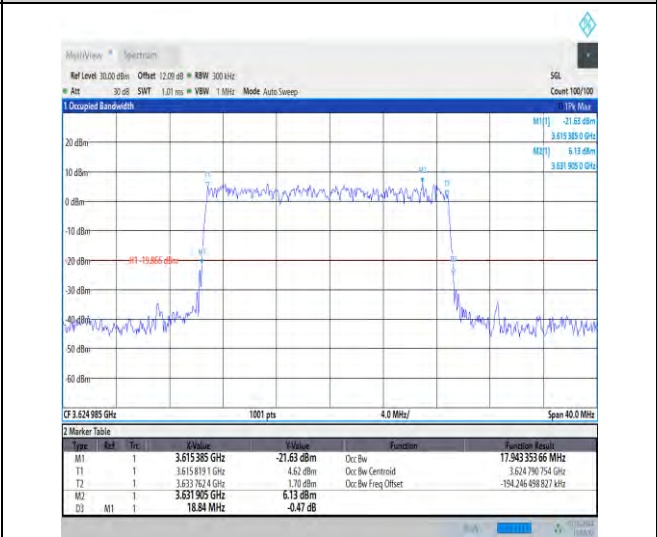 MultiView Spectrum
Ref Level 30.00 dBm Offset 12.09 dB RBW 300 kHz SGL
Att 30 dB SWT 1.01 ms VBW 1 MHz Mode Auto Sweep Count 100/100
1 Occupied Bandwidth 1Pk Max
M1[1] -21.63 dBm
3.615 385 0 GHz
M2[1] 6.13 dBm
3.631 905 0 GHz
20 dBm
10 dBm
M2
T1
T2
0 dBm
-10 dBm
M1
-20 dBm
H1 -19.866 dBm
D3
-30 dBm
-40 dBm
-50 dBm
-60 dBm
CF 3.624 985 GHz 1001 pts 4.0 MHz/ Span 40.0 MHz
2 Marker Table
Type Ref Trc X-Value Y-Value Function Function Result
M1 1 3.615 385 GHz -21.63 dBm Occ Bw 17.943 353 66 MHz
T1 1 3.615 819 1 GHz 4.62 dBm Occ Bw Centroid 3.624 790 754 GHz
T2 1 3.633 762 4 GHz 1.70 dBm Occ Bw Freq Offset -194.246 498 827 kHz
M2 1 3.631 905 GHz 6.13 dBm
D3 M1 1 18.84 MHz -0.47 dB